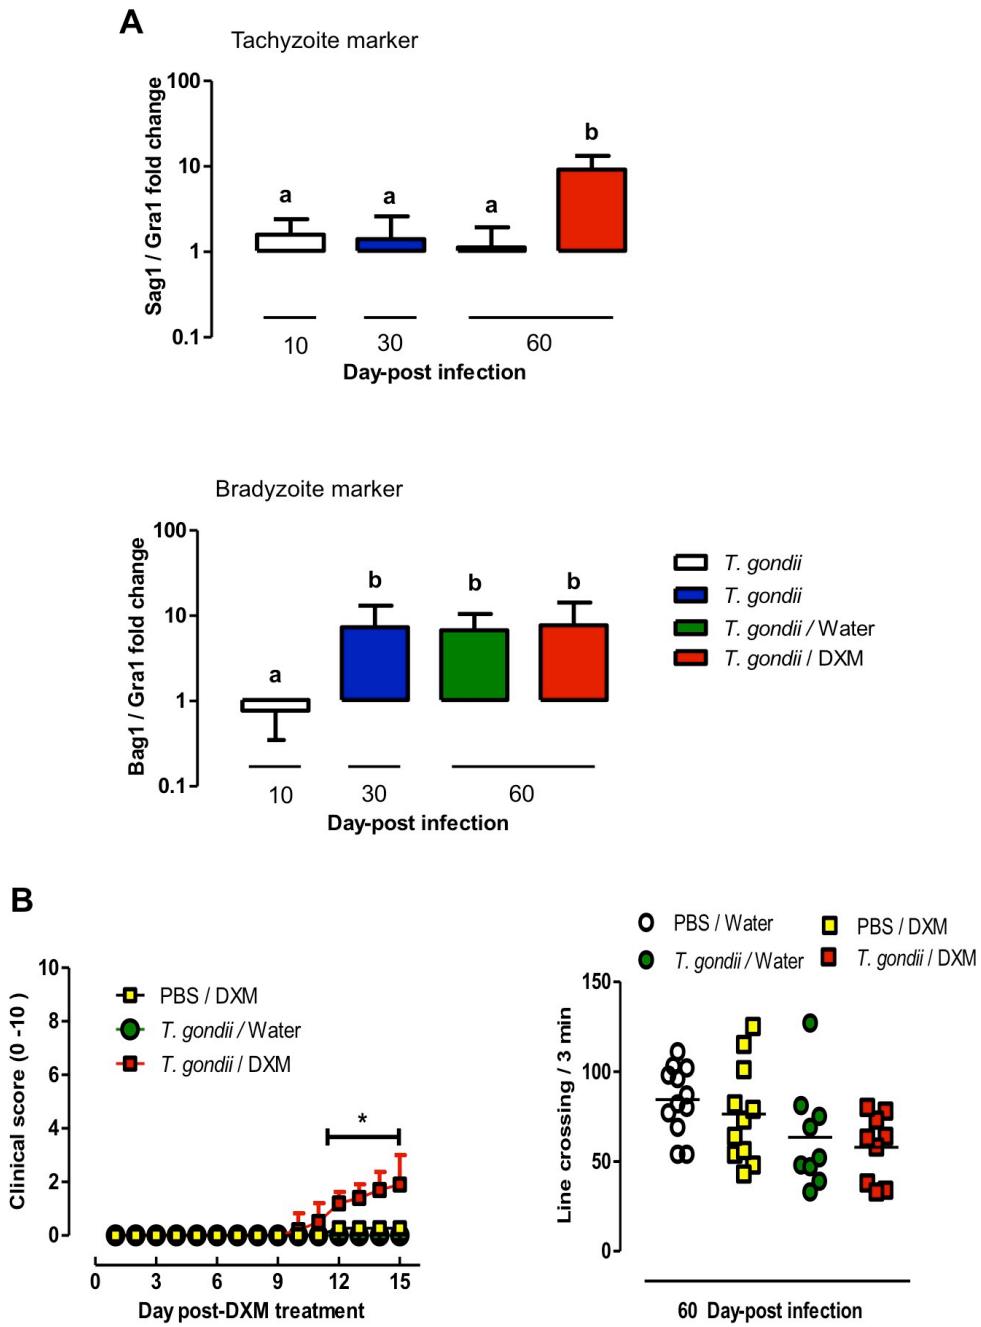 A
Tachyzoite marker
Sag1 / Gra1 fold change
100
10
1
0.1
a
a
a
b
10
30
60
Day-post infection
Bradyzoite marker
Bag1 / Gra1 fold change
100
10
1
0.1
a
b
b
b
10
30
60
Day-post infection
T. gondii
T. gondii
T. gondii / Water
T. gondii / DXM
B
Clinical score (0 -10 )
10
8
6
4
2
0
PBS / DXM
T. gondii / Water
T. gondii / DXM
*
0 3 6 9 12 15
Day post-DXM treatment
PBS / Water
PBS / DXM
T. gondii / Water
T. gondii / DXM
Line crossing / 3 min
150
100
50
0
60 Day-post infection